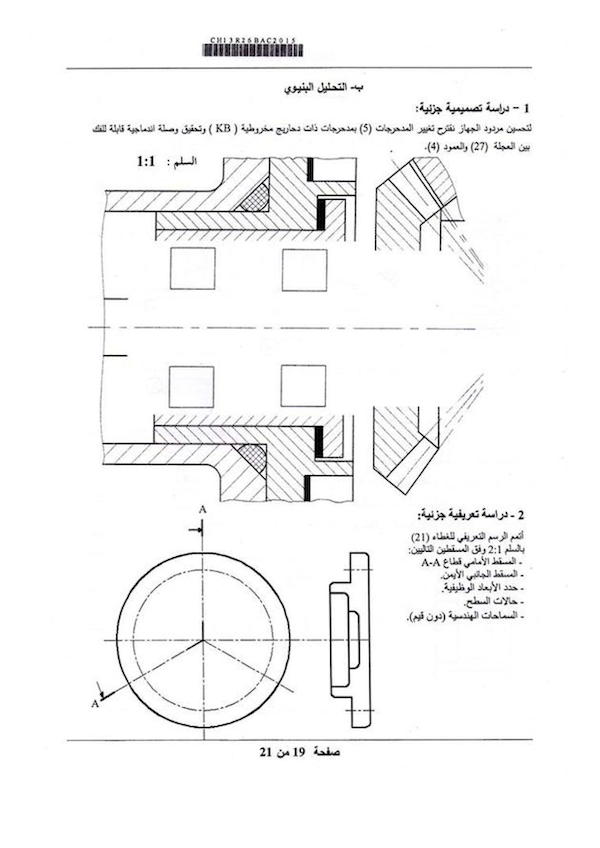 CH13R26BAC2015
ب- التحليل البنيوي
1 – دراسة تصميمية جزئية:
لتحسين مردود الجهاز نقترح تغيير المدحرجات (5) بمدحرجات ذات دحاريج مخروطية ( KB ) وتحقيق وصلة اندماجية قابلة للفك
بين العجلة (27) والعمود (4).
السلم : 1:1
2 - دراسة تعريفية جزئية:
أتمم الرسم التعريفي للغطاء (21)
بالسلم 2:1 وفق المسقطين التاليين:
- المسقط الأمامي قطاع A-A
- المسقط الجانبي الأيمن.
- حدد الأبعاد الوظيفية.
- حالات السطح.
- السماحات الهندسية (دون قيم).
A
A
صفحة 19 من 21